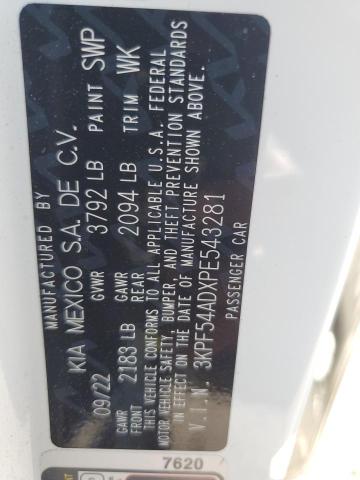 MANUFACTURED BY
KIA MEXICO S.A. DE C.V.
09/22 GVWR 3792 LB PAINT SWP
GAWR FRONT 2183 LB GAWR REAR 2094 LB TRIM WK
THIS VEHICLE CONFORMS TO ALL APPLICABLE U.S.A. FEDERAL
MOTOR VEHICLE SAFETY, BUMPER, AND THEFT PREVENTION STANDARDS
IN EFFECT ON THE DATE OF MANUFACTURE SHOWN ABOVE.
V.I.N. 3KPF54ADXPE543281
PASSENGER CAR
7620